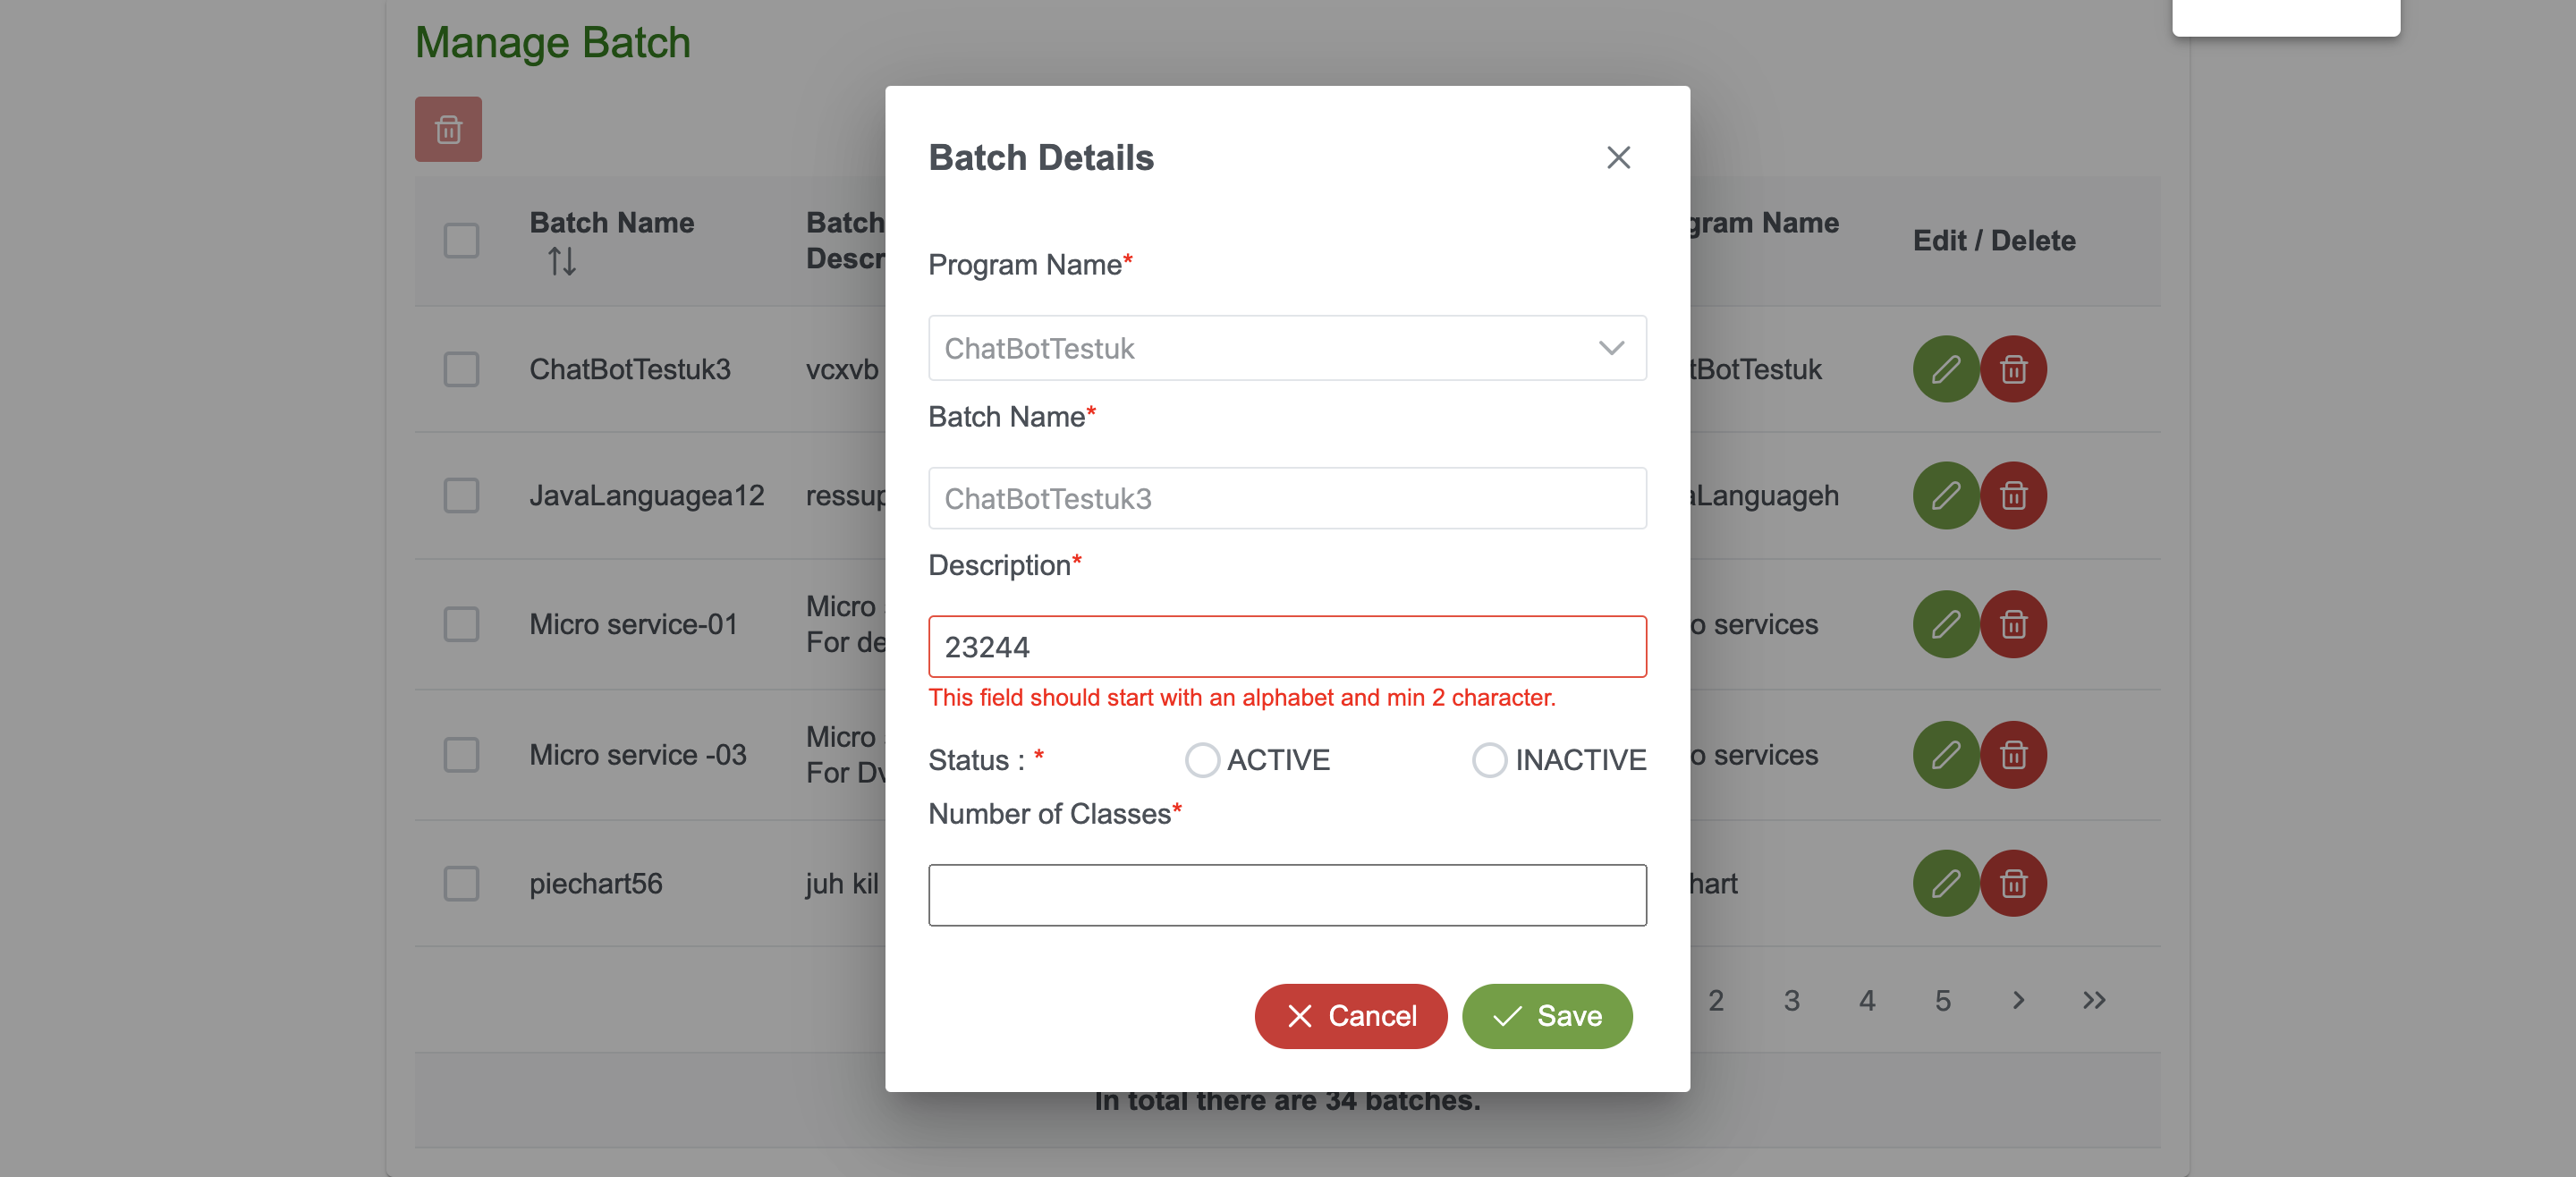 Manage Batch
Batch Details
Batch Name
Batch
Descr
gram Name
Edit / Delete
Program Name*
ChatBotTestuk
ChatBotTestuk3
vcxvb
tBotTestuk
Batch Name*
ChatBotTestuk3
JavaLanguagea12
ressup
aLanguageh
Description*
23244
This field should start with an alphabet and min 2 character.
Micro service-01
Micro
For de
o services
Status : *
ACTIVE
INACTIVE
Micro service -03
Micro
For Dv
o services
Number of Classes*
piechart56
juh kil
hart
Cancel
Save
2
3
4
5
In total there are 34 batches.